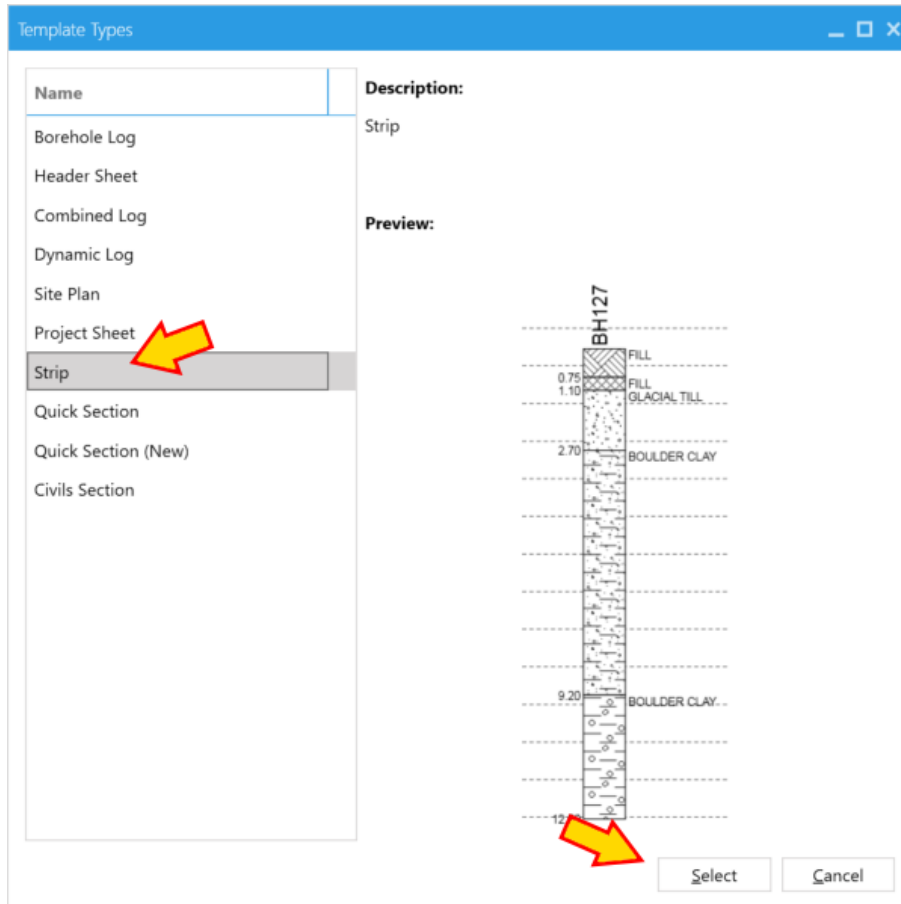 Template Types
Name
Borehole Log
Header Sheet
Combined Log
Dynamic Log
Site Plan
Project Sheet
Strip
Quick Section
Quick Section (New)
Civils Section
Description:
Strip
Preview:
BH127
FILL
0.75
FILL
1.10
GLACIAL TILL
2.70
BOULDER CLAY
9.20
BOULDER CLAY
Select
Cancel